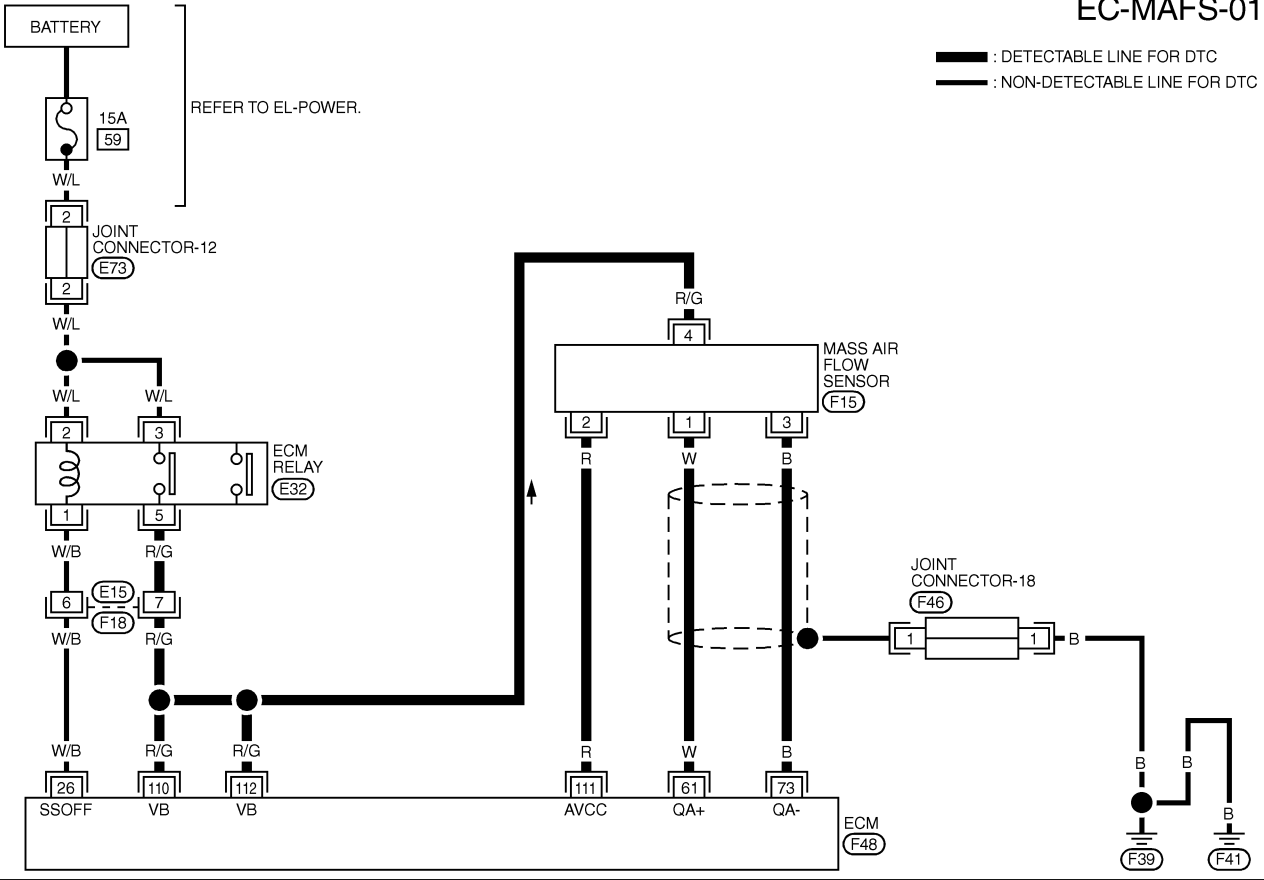 EC-MAFS-01
BATTERY
: DETECTABLE LINE FOR DTC
: NON-DETECTABLE LINE FOR DTC
REFER TO EL-POWER.
15A
59
W/L
2
JOINT
CONNECTOR-12
E73
2
W/L
W/L
W/L
2
3
ECM
RELAY
E32
1
5
W/B
R/G
6
E15
F18
7
W/B
R/G
R/G
4
MASS AIR
FLOW
SENSOR
F15
2
1
3
R
W
B
JOINT
CONNECTOR-18
F46
1
1
B
W/B
R/G
R/G
R
W
B
B
B
B
26
110
112
111
61
73
SSOFF
VB
VB
AVCC
QA+
QA-
ECM
F48
F39
F41